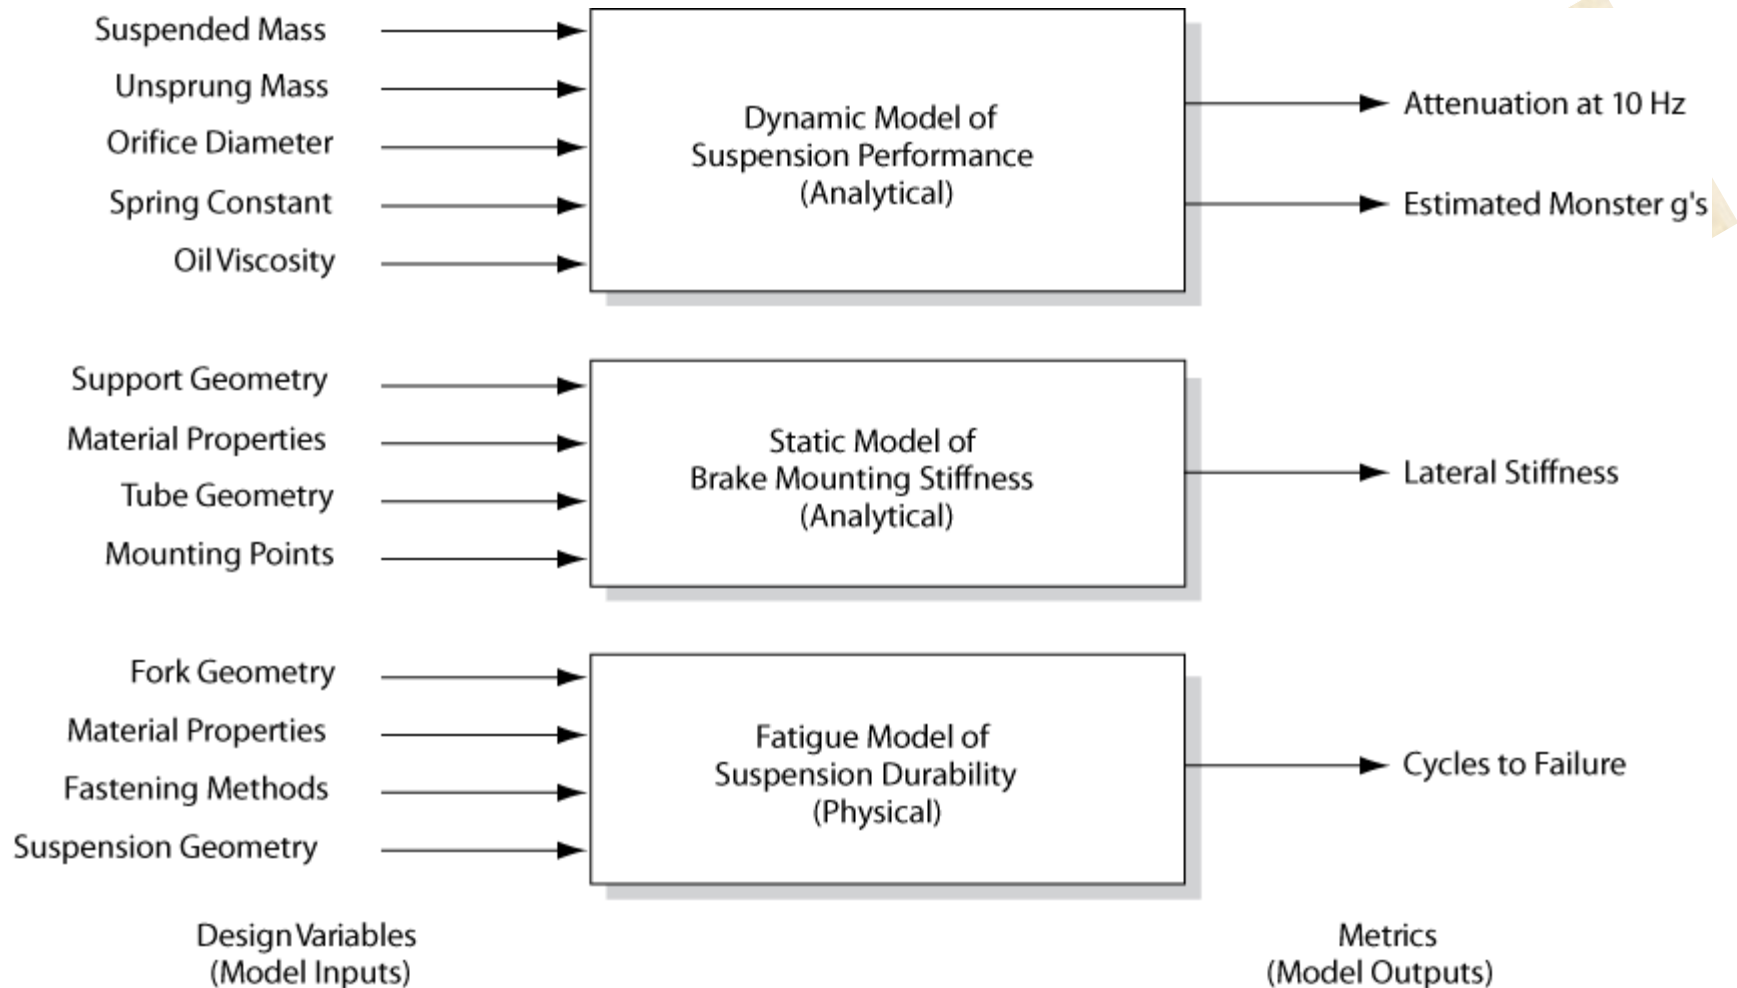 Suspended Mass
Unsprung Mass
Orifice Diameter
Spring Constant
Oil Viscosity
Dynamic Model of
Suspension Performance
(Analytical)
Attenuation at 10 Hz
Estimated Monster g's
Support Geometry
Material Properties
Tube Geometry
Mounting Points
Static Model of
Brake Mounting Stiffness
(Analytical)
Lateral Stiffness
Fork Geometry
Material Properties
Fastening Methods
Suspension Geometry
Fatigue Model of
Suspension Durability
(Physical)
Cycles to Failure
Design Variables
(Model Inputs)
Metrics
(Model Outputs)